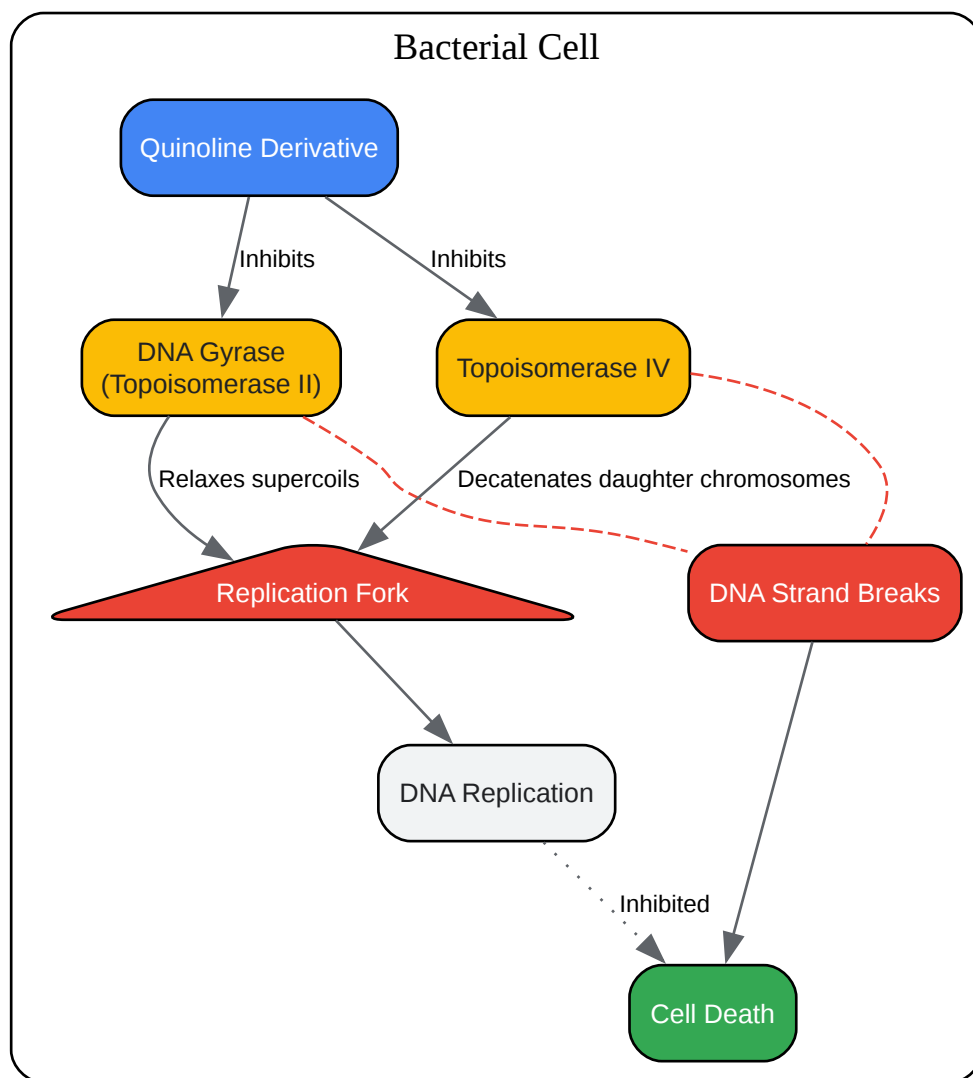 Bacterial Cell
Quinoline Derivative
Inhibits
Inhibits
DNA Gyrase
(Topoisomerase II)
Topoisomerase IV
Relaxes supercoils
Decatenates daughter chromosomes
Replication Fork
DNA Strand Breaks
DNA Replication
Inhibited
Cell Death